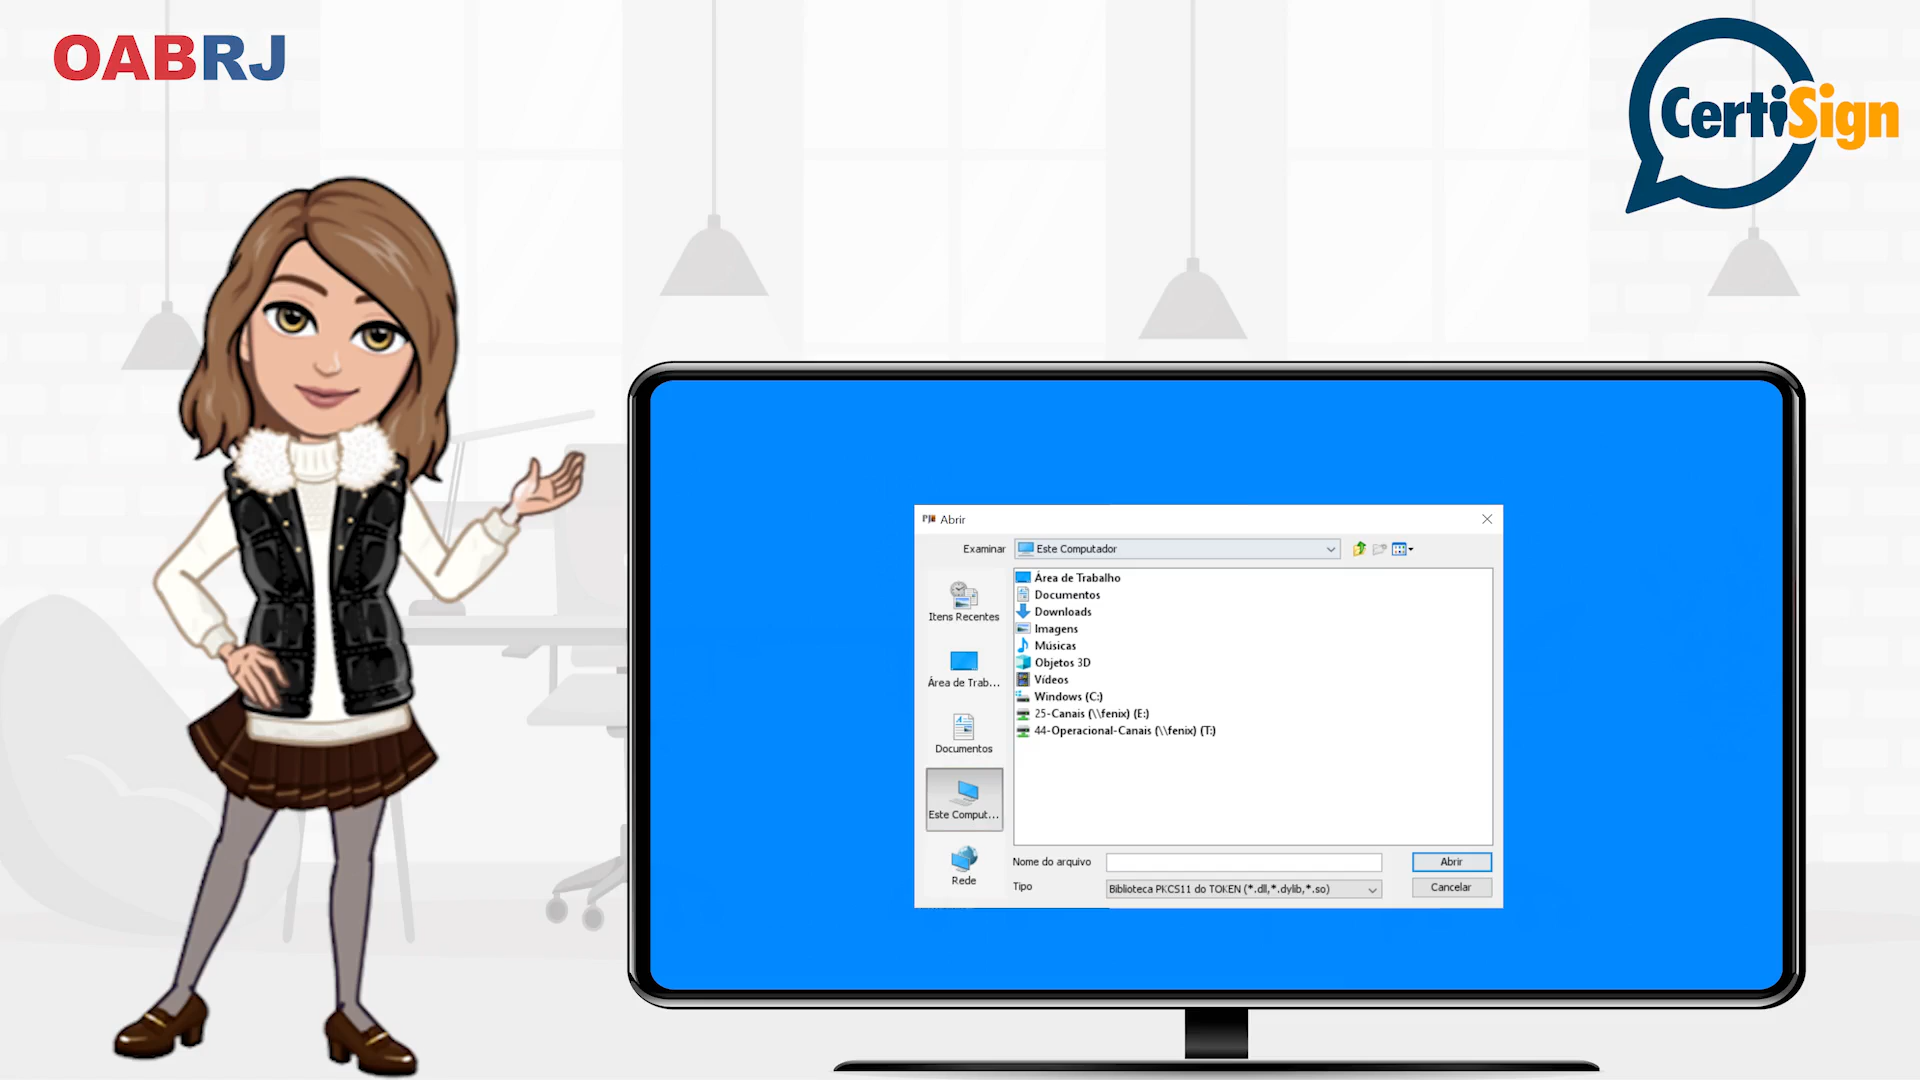 OABRJ
CertiSign
PJe Abrir
Examinar Este Computador
Itens Recentes
Área de Trab...
Documentos
Este Comput...
Rede
Área de Trabalho
Documentos
Downloads
Imagens
Músicas
Objetos 3D
Vídeos
Windows (C:)
25-Canais (\\fenix) (E:)
44-Operacional-Canais (\\fenix) (T:)
Nome do arquivo
Abrir
Tipo
Biblioteca PKCS11 do TOKEN (*.dll,*.dylib,*.so)
Cancelar